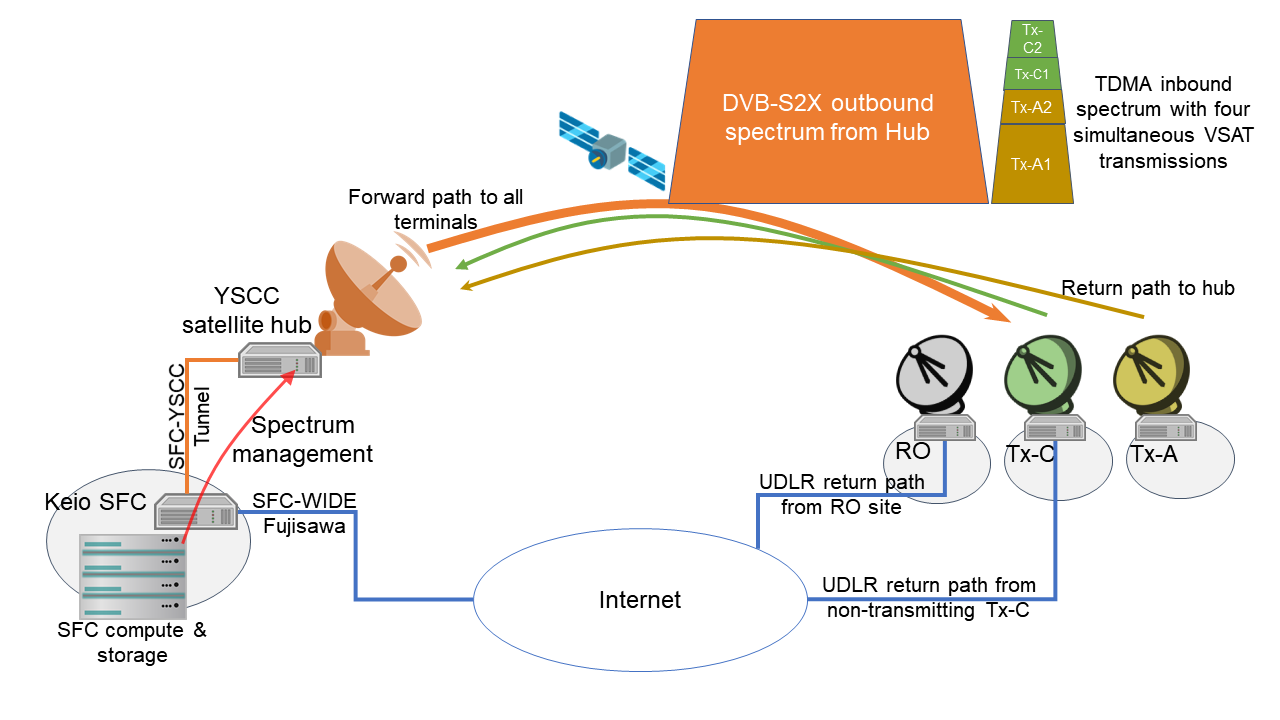 Tx-
C2
Tx-C1
Tx-A2
Tx-A1
DVB-S2X outbound
spectrum from Hub
TDMA inbound
spectrum with four
simultaneous VSAT
transmissions
Forward path to all
terminals
Return path to hub
YSCC
satellite hub
SFC-YSCC
Tunnel
Spectrum
management
RO
Tx-C
Tx-A
Keio SFC
SFC-WIDE
Fujisawa
UDLR return path
from RO site
Internet
UDLR return path from
non-transmitting Tx-C
SFC compute &
storage